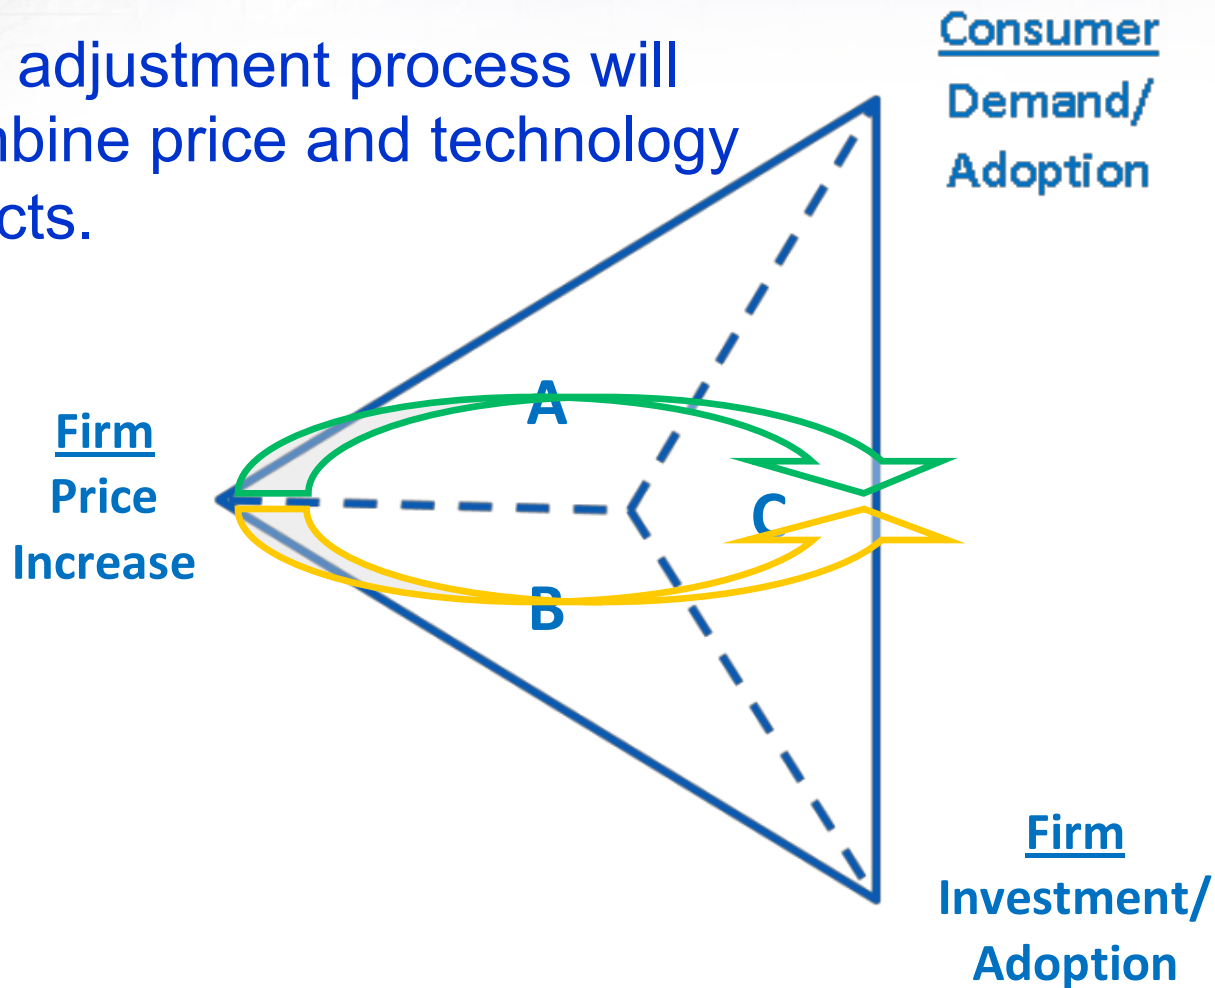 adjustment process will
price and technology
Consumer
Demand/
Adoption
A
Firm
Price
Increase
C
B
Firm
Investment/
Adoption